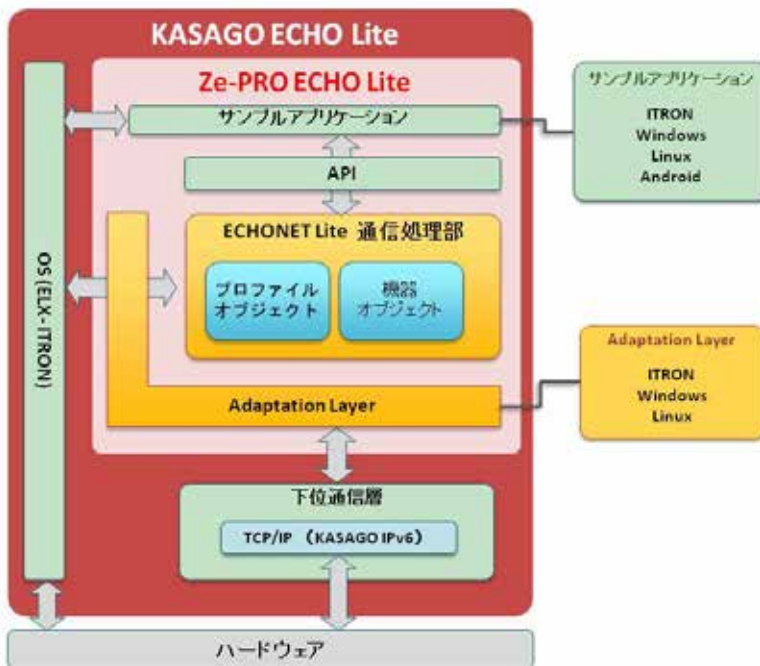 KASAGO ECHO Lite
Ze-PRO ECHO Lite
サンプルアプリケーション
API
ECHONET Lite 通信処理部
プロファイル
オブジェクト
機器
オブジェクト
Adaptation Layer
OS (ELX - ITRON)
下位通信層
TCP/IP （KASAGO IPv6）
ハードウェア
サンプルアプリケーション
ITRON
Windows
Linux
Android
Adaptation Layer
ITRON
Windows
Linux